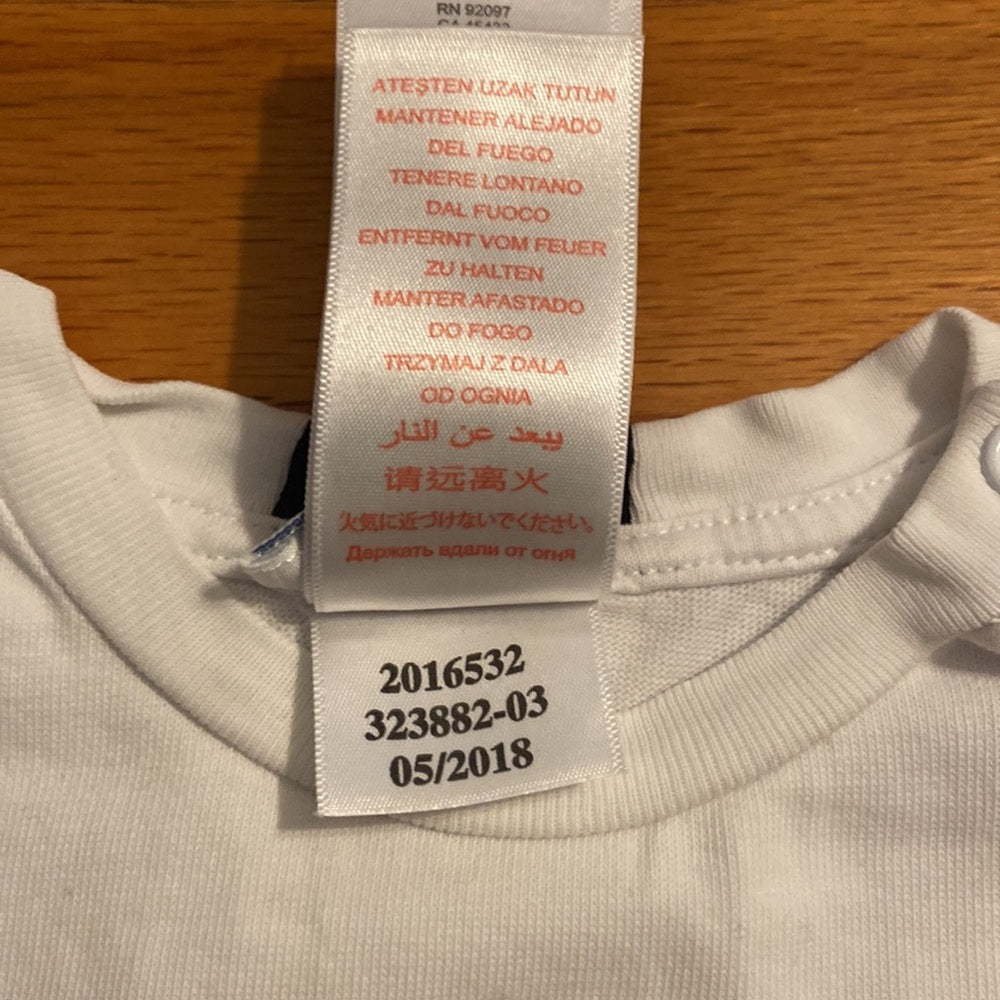 RN 92097
CA 45433
ATEŞTEN UZAK TUTUN
MANTENER ALEJADO
DEL FUEGO
TENERE LONTANO
DAL FUOCO
ENTFERNT VOM FEUER
ZU HALTEN
MANTER AFASTADO
DO FOGO
TRZYMAJ Z DALA
OD OGNIA
يبعد عن النار
请远离火
火気に近づけないでください。
Держать вдали от огня
2016532
323882-03
05/2018